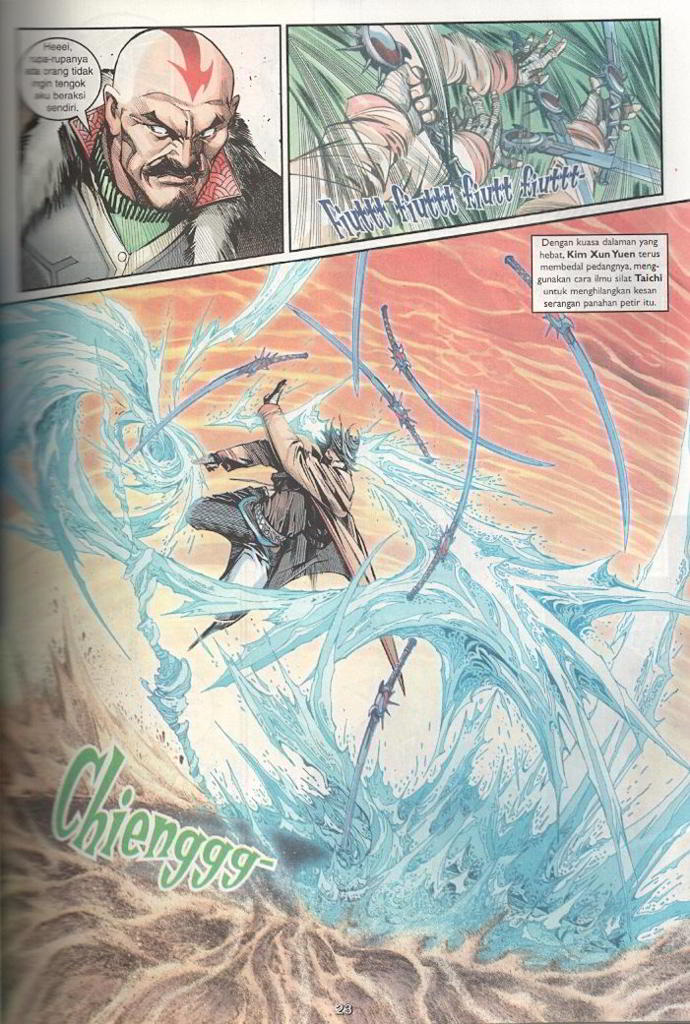 Heeei,
rupa-rupanya
ada orang tidak
ingin tengok
aku beraksi
sendiri.
Fiuttt fiuttt fiutt fiuttt-
Dengan kuasa dalaman yang
hebat, Kim Xun Yuen terus
membedal pedangnya, meng-
gunakan cara ilmu silat Taichi
untuk menghilangkan kesan
serangan panahan petir itu.
Chienggg-
23